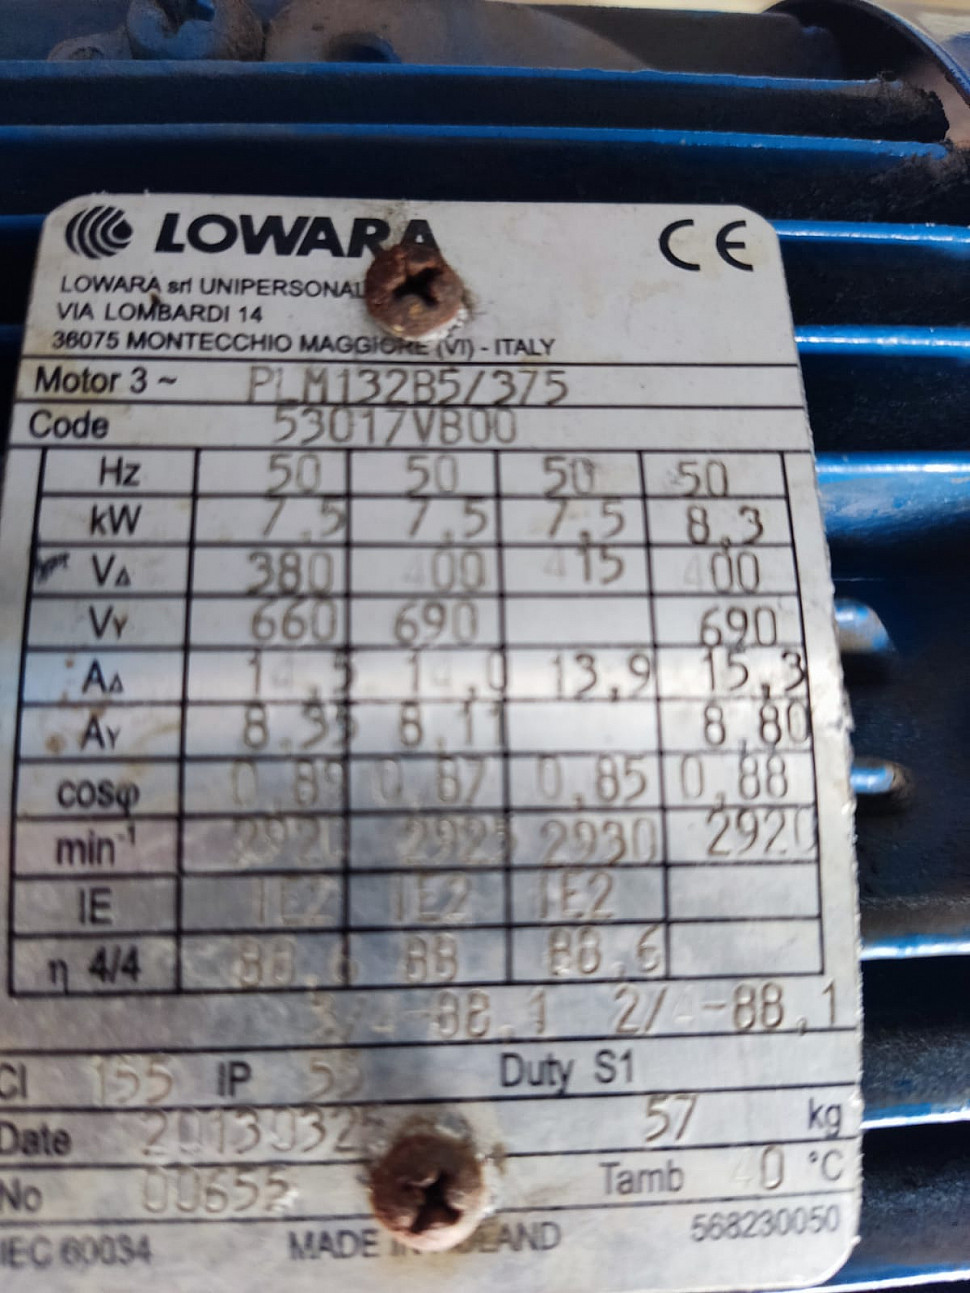 LOWARA CE
LOWARA srl UNIPERSONAL
VIA LOMBARDI 14
36075 MONTECCHIO MAGGIORE (VI) - ITALY
Motor 3 ~ PLM132B5/375
Code 53017VB00
Hz 50 50 50 50
kW 7,5 7,5 7,5 8,3
V∆ 380 400 415 400
VY 660 690 690
A∆ 14,5 14,0 13,9 15,3
AY 8,35 8,11 8,80
cosφ 0,89 0,87 0,85 0,88
min⁻¹ 2920 2925 2930 2920
IE IE2 IE2 IE2
η 4/4 88,6 88 88,6
3/4-88,1 2/4-88,1
Cl 155 IP 55 Duty S1
Date 20130325 57 kg
No 00655 Tamb 40 °C
IEC 60034 MADE IN 568230050